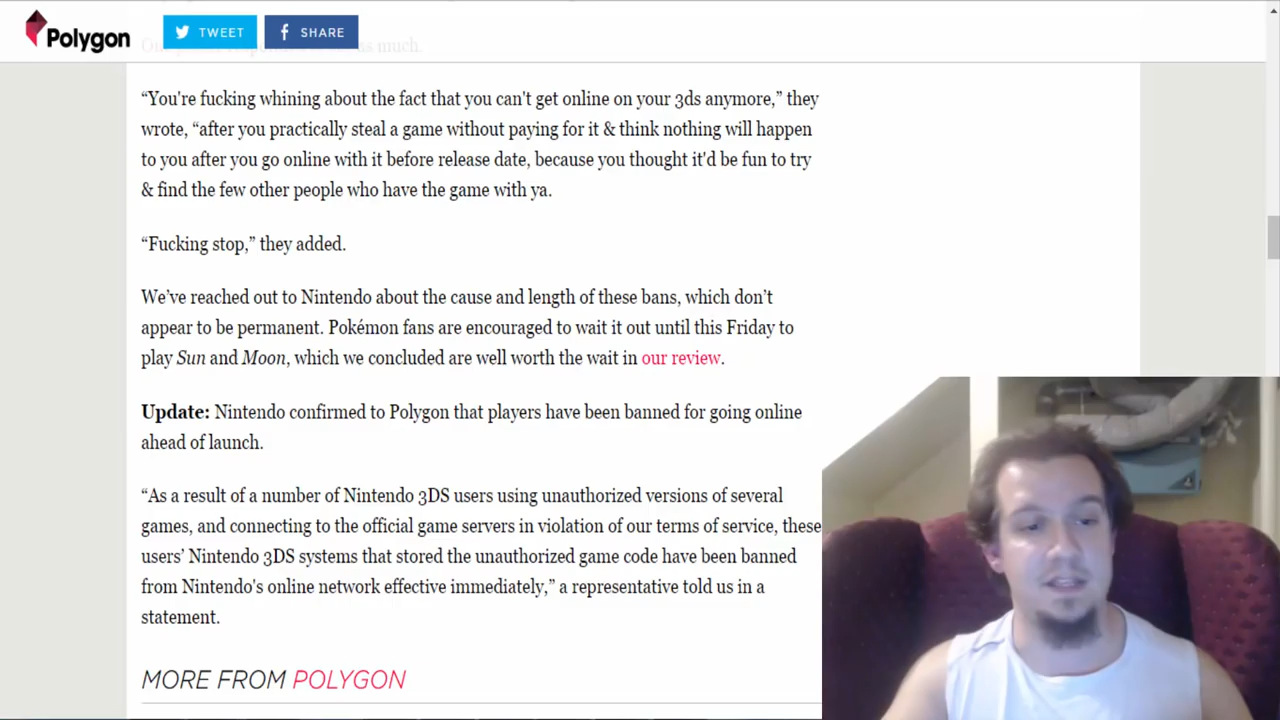 Polygon
TWEET
SHARE
much.
“You're fucking whining about the fact that you can't get online on your 3ds anymore,” they
wrote, “after you practically steal a game without paying for it & think nothing will happen
to you after you go online with it before release date, because you thought it'd be fun to try
& find the few other people who have the game with ya.
“Fucking stop,” they added.
We’ve reached out to Nintendo about the cause and length of these bans, which don’t
appear to be permanent. Pokémon fans are encouraged to wait it out until this Friday to
play Sun and Moon, which we concluded are well worth the wait in our review.
Update: Nintendo confirmed to Polygon that players have been banned for going online
ahead of launch.
“As a result of a number of Nintendo 3DS users using unauthorized versions of several
games, and connecting to the official game servers in violation of our terms of service, these
users’ Nintendo 3DS systems that stored the unauthorized game code have been banned
from Nintendo's online network effective immediately,” a representative told us in a
statement.
MORE FROM POLYGON